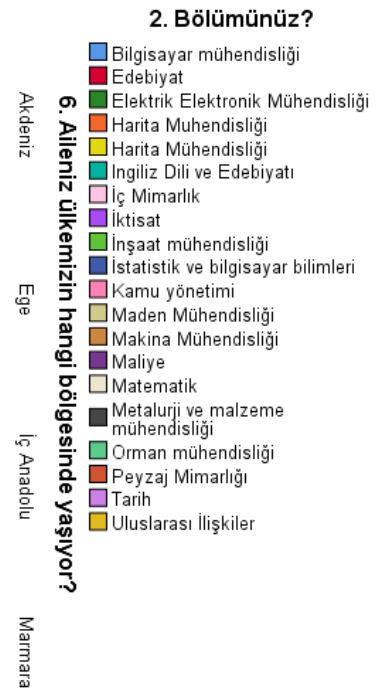 2. Bölümünüz?
Bilgisayar mühendisliği
Edebiyat
Elektrik Elektronik Mühendisliği
Harita Muhendisliği
Harita Mühendisliği
Ingiliz Dili ve Edebiyatı
İç Mimarlık
İktisat
İnşaat mühendisliği
İstatistik ve bilgisayar bilimleri
Kamu yönetimi
Maden Mühendisliği
Makina Mühendisliği
Maliye
Matematik
Metalurji ve malzeme
mühendisliği
Orman mühendisliği
Peyzaj Mimarlığı
Tarih
Uluslarası İlişkiler
6. Aileniz ülkemizin hangi bölgesinde yaşıyor?
Akdeniz
Ege
İç Anadolu
Marmara